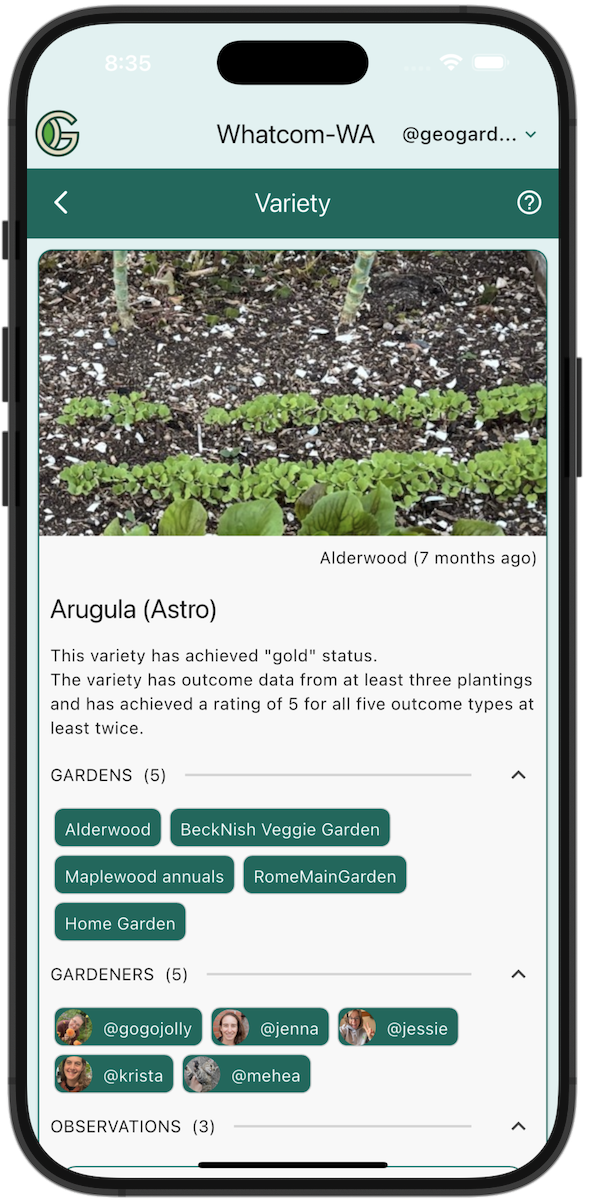 8:35
Whatcom-WA @geogard...
Variety
Alderwood (7 months ago)
Arugula (Astro)
This variety has achieved "gold" status.
The variety has outcome data from at least three plantings
and has achieved a rating of 5 for all five outcome types at
least twice.
GARDENS (5)
Alderwood BeckNish Veggie Garden
Maplewood annuals RomeMainGarden
Home Garden
GARDENERS (5)
@gogojolly @jenna @jessie
@krista @mehea
OBSERVATIONS (3)